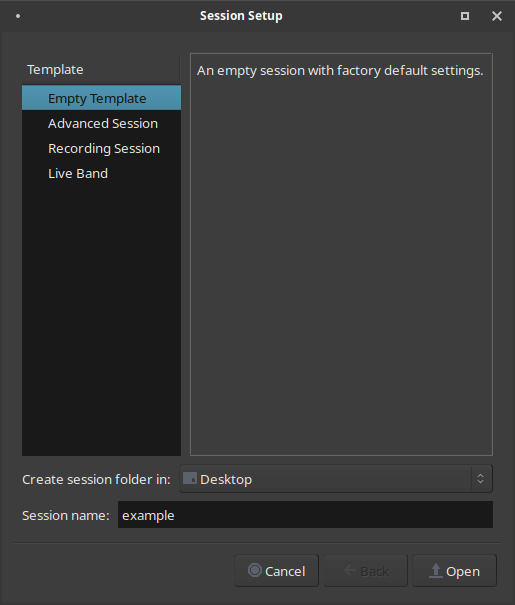 Session Setup
Template
An empty session with factory default settings.
Empty Template
Advanced Session
Recording Session
Live Band
Create session folder in: Desktop
Session name: example
Cancel Back Open